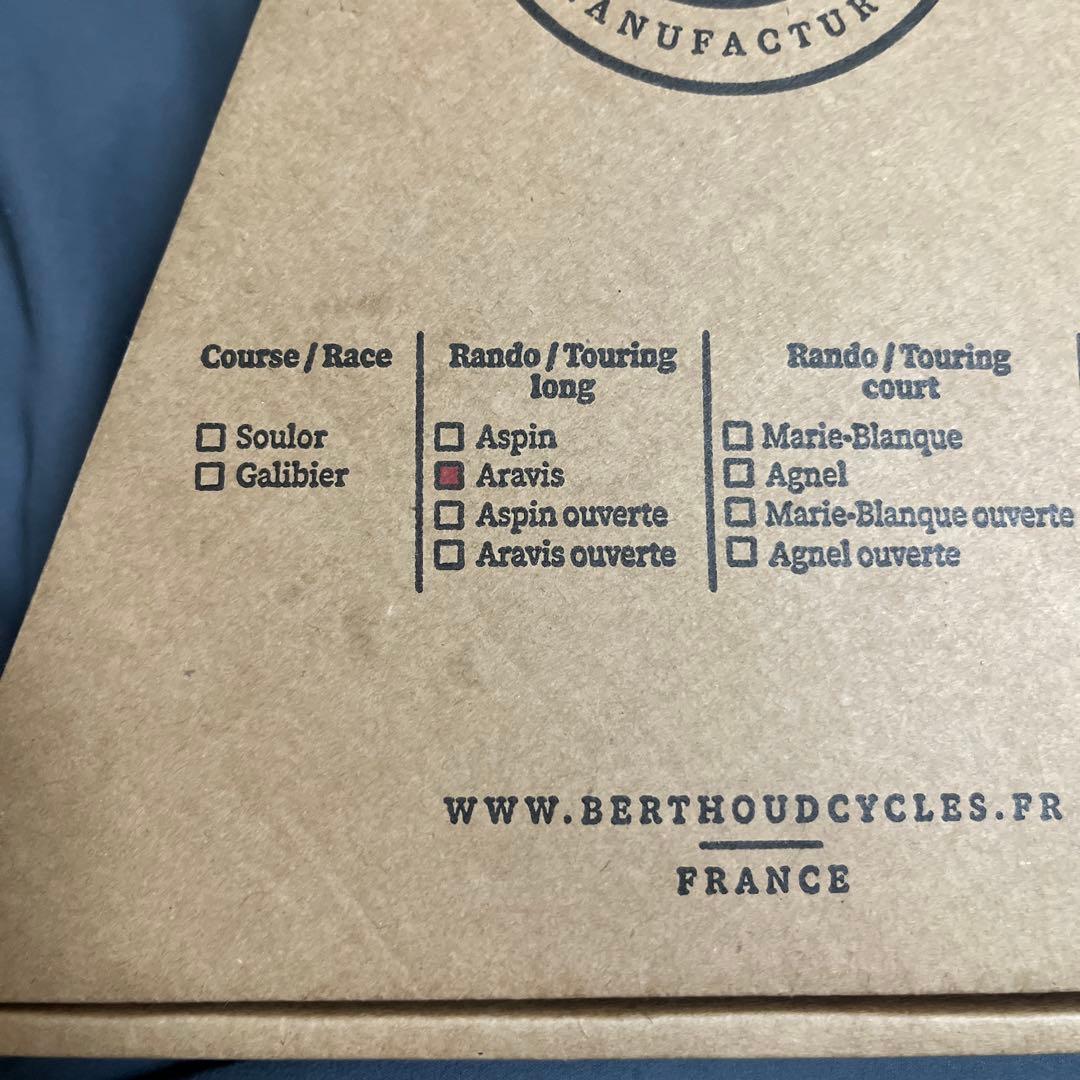 MANUFACTUR
Course / Race
Soulor
Galibier
Rando / Touring
long
Aspin
Aravis
Aspin ouverte
Aravis ouverte
Rando / Touring
court
Marie-Blanque
Agnel
Marie-Blanque ouverte
Agnel ouverte
WWW.BERTHOUDCYCLES.FR
FRANCE